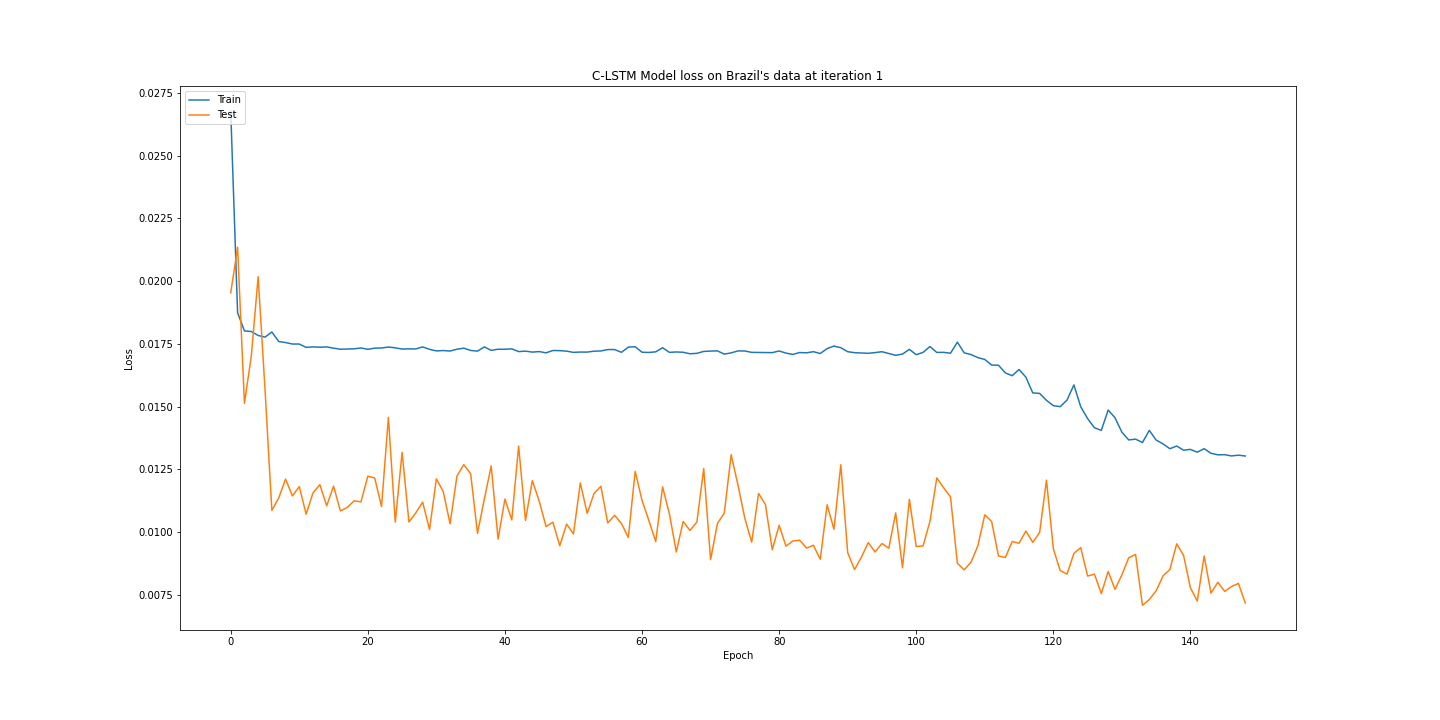 C-LSTM Model loss on Brazil's data at iteration 1
0.0275
0.0250
0.0225
0.0200
0.0175
0.0150
0.0125
0.0100
0.0075
Loss
Train
Test
0 20 40 60 80 100 120 140
Epoch